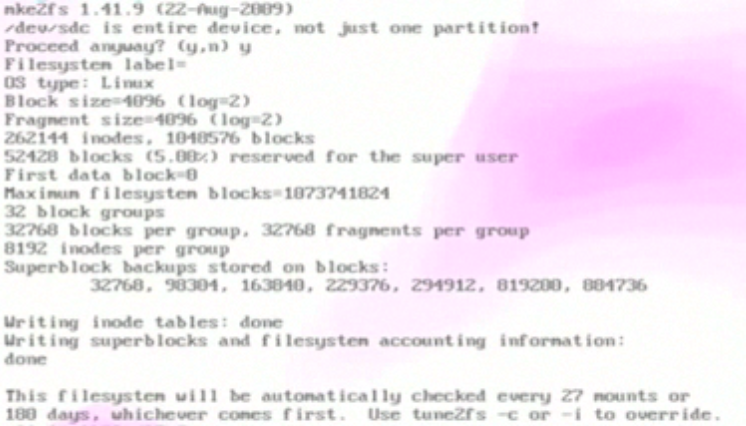 mke2fs 1.41.9 (22-Aug-2009)
/dev/sdc is entire device, not just one partition!
Proceed anyway? (y,n) y
Filesystem label=
OS type: Linux
Block size=4096 (log=2)
Fragment size=4096 (log=2)
262144 inodes, 1048576 blocks
52428 blocks (5.00%) reserved for the super user
First data block=0
Maximum filesystem blocks=1073741824
32 block groups
32768 blocks per group, 32768 fragments per group
8192 inodes per group
Superblock backups stored on blocks:
32768, 98304, 163840, 229376, 294912, 819200, 884736
Writing inode tables: done
Writing superblocks and filesystem accounting information:
done
This filesystem will be automatically checked every 27 mounts or
180 days, whichever comes first. Use tune2fs -c or -i to override.